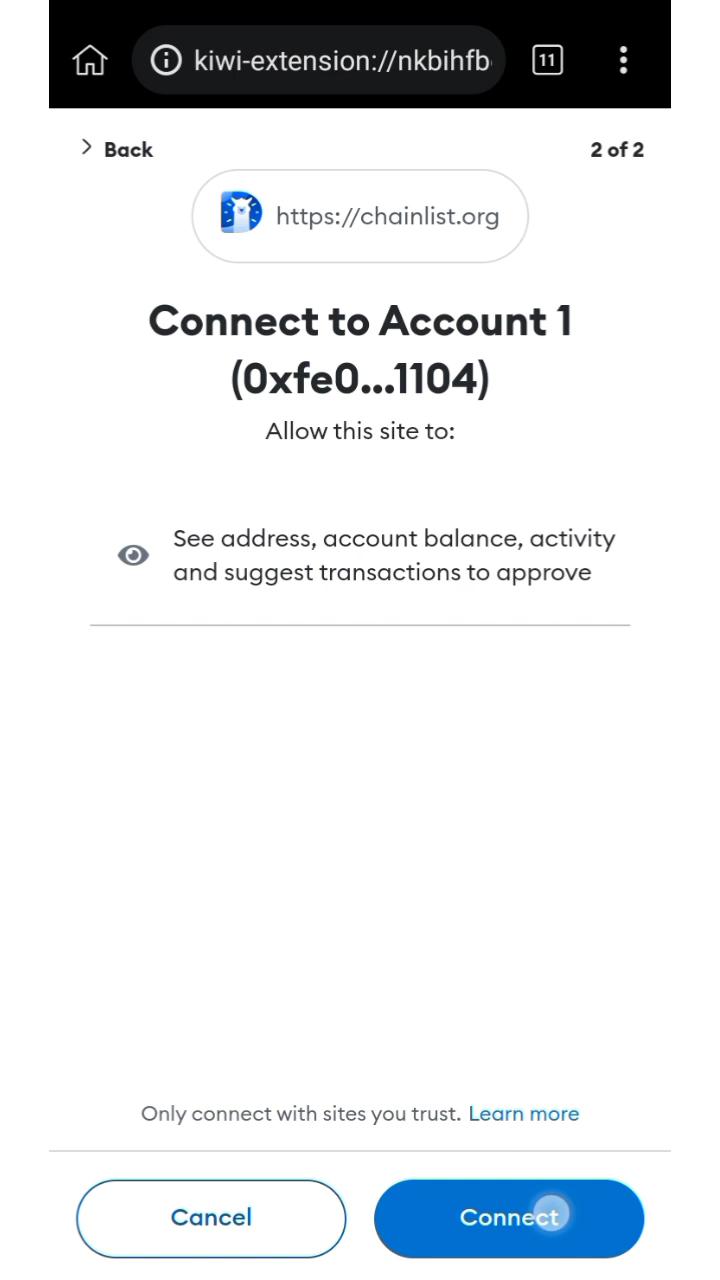 kiwi-extension://nkbihfb
11
Back
2 of 2
https://chainlist.org
Connect to Account 1
(0xfe0...1104)
Allow this site to:
See address, account balance, activity
and suggest transactions to approve
Only connect with sites you trust. Learn more
Cancel
Connect